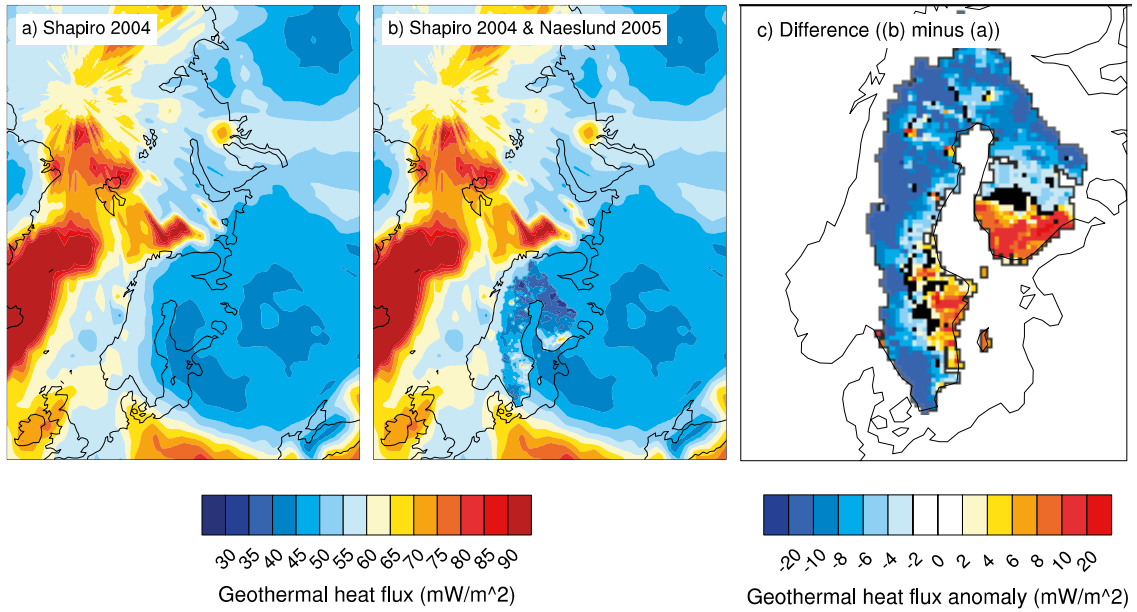 a) Shapiro 2004
b) Shapiro 2004 & Naeslund 2005
c) Difference ((b) minus (a))
30 35 40 45 50 55 60 65 70 75 80 85 90
Geothermal heat flux (mW/m^2)
-20 -10 -8 -6 -4 -2 0 2 4 6 8 10 20
Geothermal heat flux anomaly (mW/m^2)